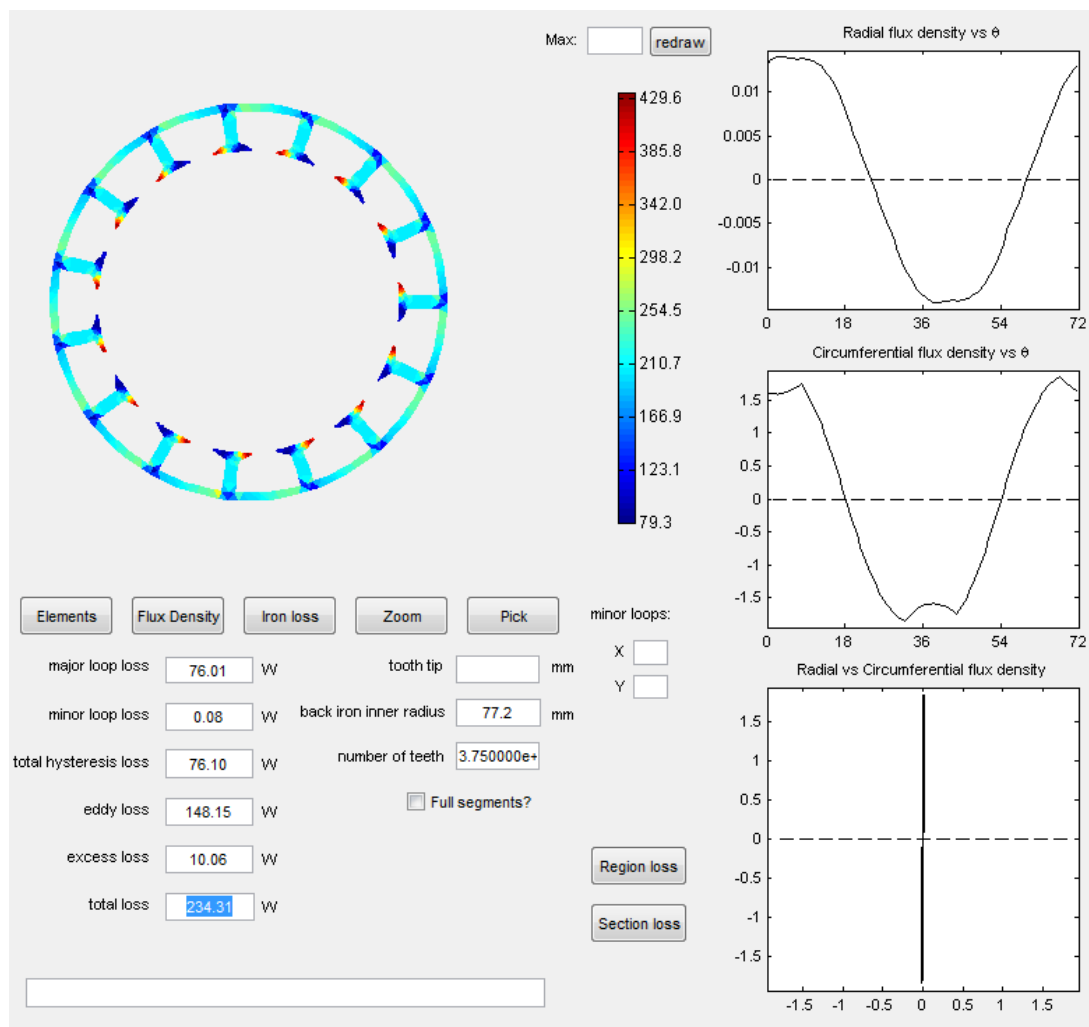 Max:
redraw
429.6
385.8
342.0
298.2
254.5
210.7
166.9
123.1
79.3
Radial flux density vs θ
0.01
0.005
0
-0.005
-0.01
0 18 36 54 72
Circumferential flux density vs θ
1.5
1
0.5
0
-0.5
-1
-1.5
0 18 36 54 72
Radial vs Circumferential flux density
1.5
1
0.5
0
-0.5
-1
-1.5
-1.5 -1 -0.5 0 0.5 1 1.5
Elements Flux Density Iron loss Zoom Pick
minor loops:
X
Y
major loop loss 76.01 W
minor loop loss 0.08 W
total hysteresis loss 76.10 W
eddy loss 148.15 W
excess loss 10.06 W
total loss 234.31 W
tooth tip mm
back iron inner radius 77.2 mm
number of teeth 3.750000e+
Full segments?
Region loss
Section loss